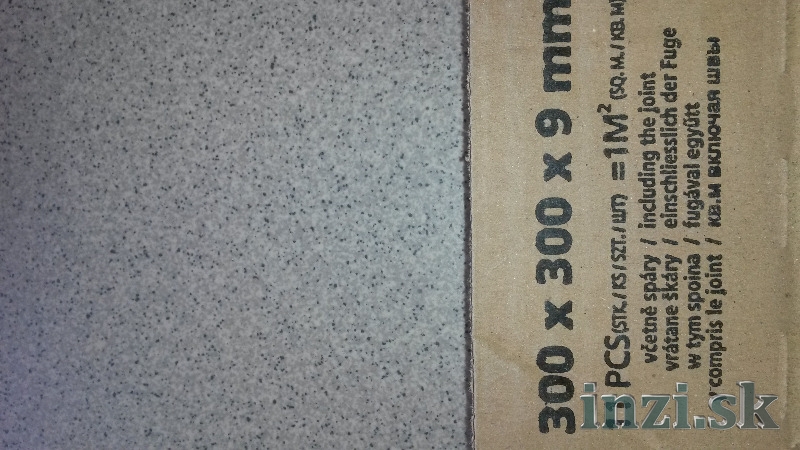 300 x 300 x 9 mm
11 PCS (STK./KS/SZT./ШТ) =1M² (SQ.M./KB.M)
včetně spáry / including the joint
vrátane škáry / einschliesslich der Fuge
w tym spoina / fugával együtt
y compris le joint / кв.м включая швы
inzi.sk